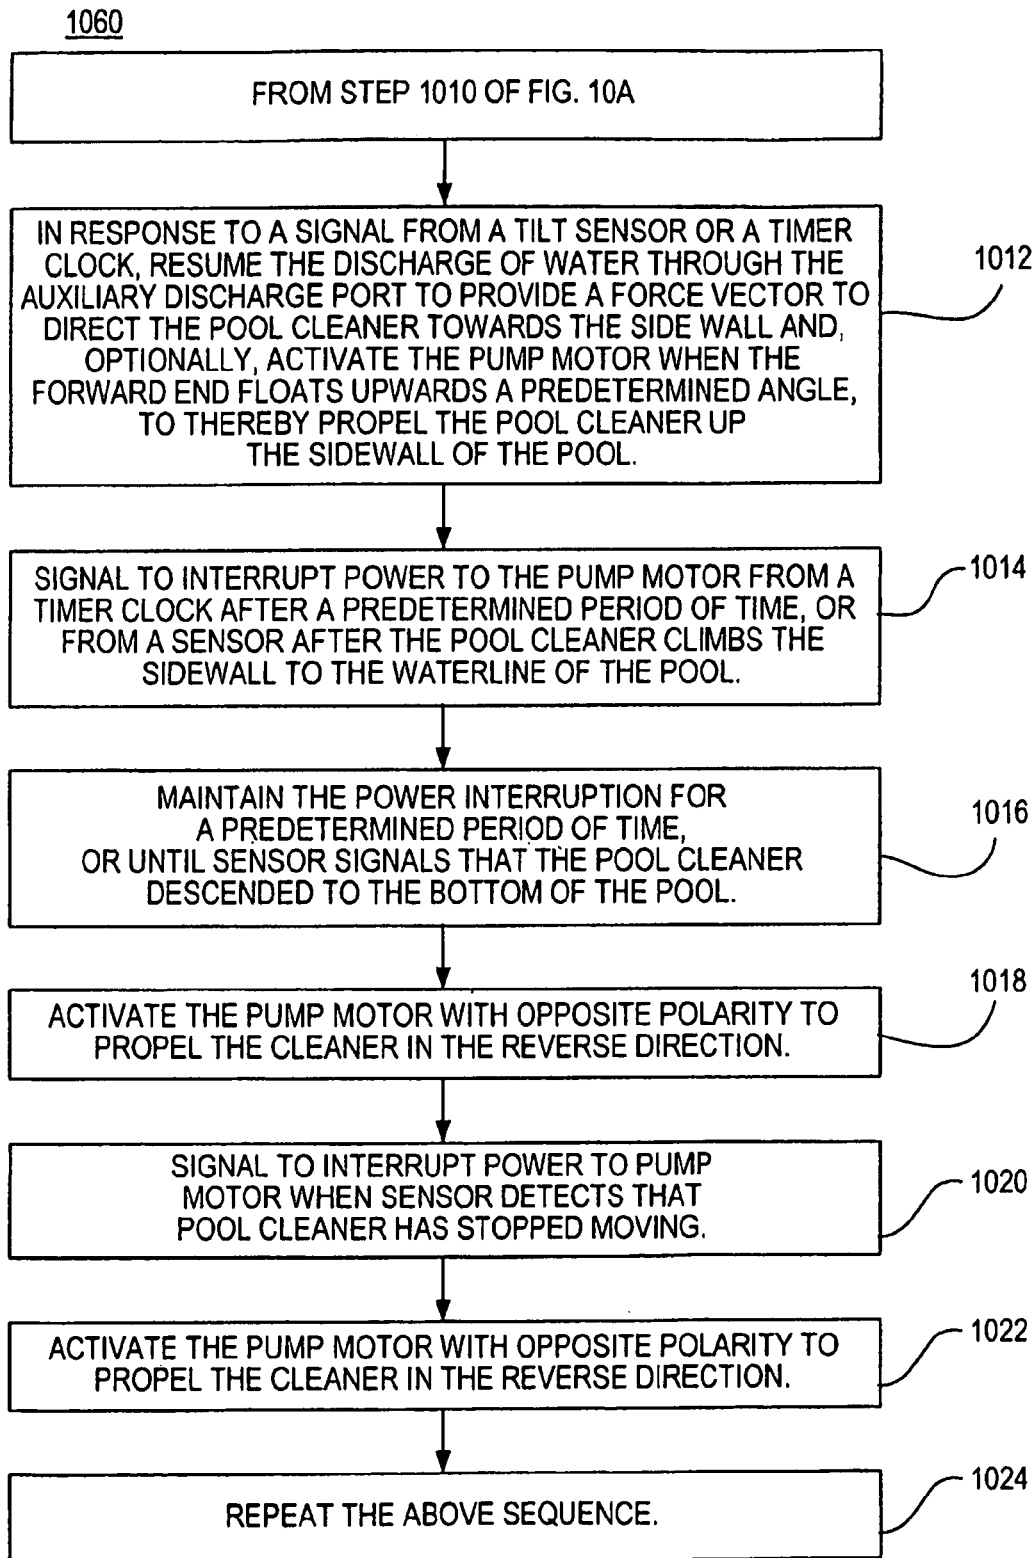 1060
FROM STEP 1010 OF FIG. 10A
IN RESPONSE TO A SIGNAL FROM A TILT SENSOR OR A TIMER
CLOCK, RESUME THE DISCHARGE OF WATER THROUGH THE
AUXILIARY DISCHARGE PORT TO PROVIDE A FORCE VECTOR TO
DIRECT THE POOL CLEANER TOWARDS THE SIDE WALL AND,
OPTIONALLY, ACTIVATE THE PUMP MOTOR WHEN THE
FORWARD END FLOATS UPWARDS A PREDETERMINED ANGLE,
TO THEREBY PROPEL THE POOL CLEANER UP
THE SIDEWALL OF THE POOL.
1012
SIGNAL TO INTERRUPT POWER TO THE PUMP MOTOR FROM A
TIMER CLOCK AFTER A PREDETERMINED PERIOD OF TIME, OR
FROM A SENSOR AFTER THE POOL CLEANER CLIMBS THE
SIDEWALL TO THE WATERLINE OF THE POOL.
1014
MAINTAIN THE POWER INTERRUPTION FOR
A PREDETERMINED PERIOD OF TIME,
OR UNTIL SENSOR SIGNALS THAT THE POOL CLEANER
DESCENDED TO THE BOTTOM OF THE POOL.
1016
ACTIVATE THE PUMP MOTOR WITH OPPOSITE POLARITY TO
PROPEL THE CLEANER IN THE REVERSE DIRECTION.
1018
SIGNAL TO INTERRUPT POWER TO PUMP
MOTOR WHEN SENSOR DETECTS THAT
POOL CLEANER HAS STOPPED MOVING.
1020
ACTIVATE THE PUMP MOTOR WITH OPPOSITE POLARITY TO
PROPEL THE CLEANER IN THE REVERSE DIRECTION.
1022
REPEAT THE ABOVE SEQUENCE.
1024